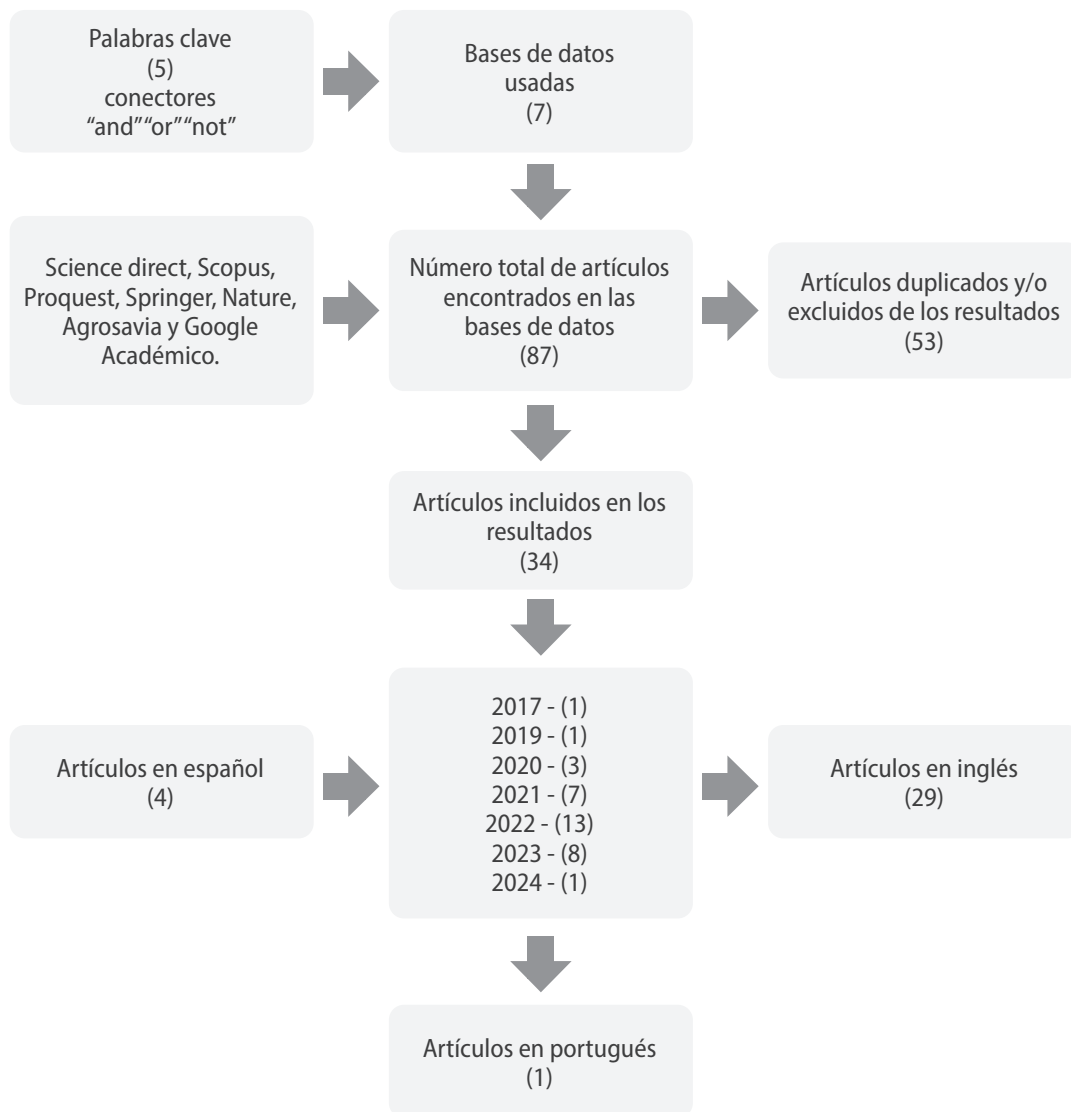 Palabras clave
(5)
conectores
“and”“or”“not”
Bases de datos
usadas
(7)
Science direct, Scopus,
Proquest, Springer, Nature,
Agrosavia y Google
Académico.
Número total de artículos
encontrados en las
bases de datos
(87)
Artículos duplicados y/o
excluidos de los resultados
(53)
Artículos incluidos en los
resultados
(34)
Artículos en español
(4)
2017 - (1)
2019 - (1)
2020 - (3)
2021 - (7)
2022 - (13)
2023 - (8)
2024 - (1)
Artículos en inglés
(29)
Artículos en portugués
(1)